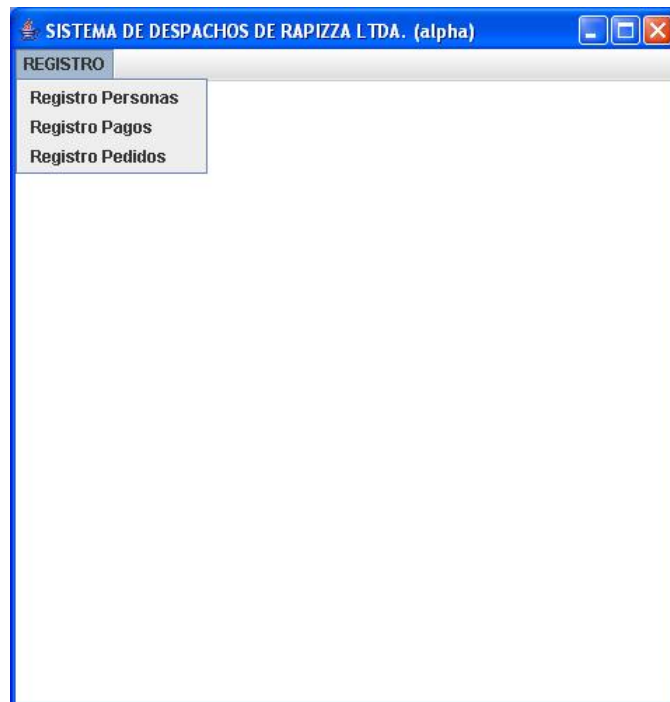 SISTEMA DE DESPACHOS DE RAPIZZA LTDA. (alpha)
REGISTRO
Registro Personas
Registro Pagos
Registro Pedidos